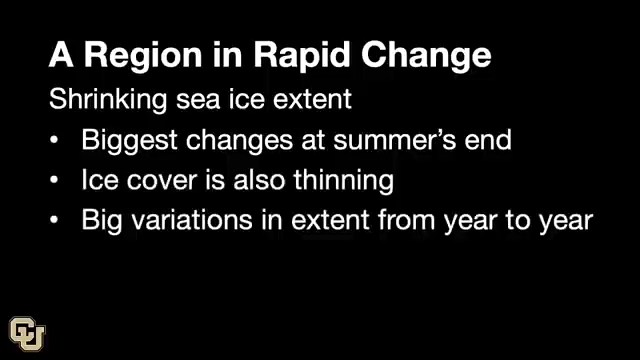 A Region in Rapid Change
Shrinking sea ice extent
• Biggest changes at summer’s end
• Ice cover is also thinning
• Big variations in extent from year to year
CU